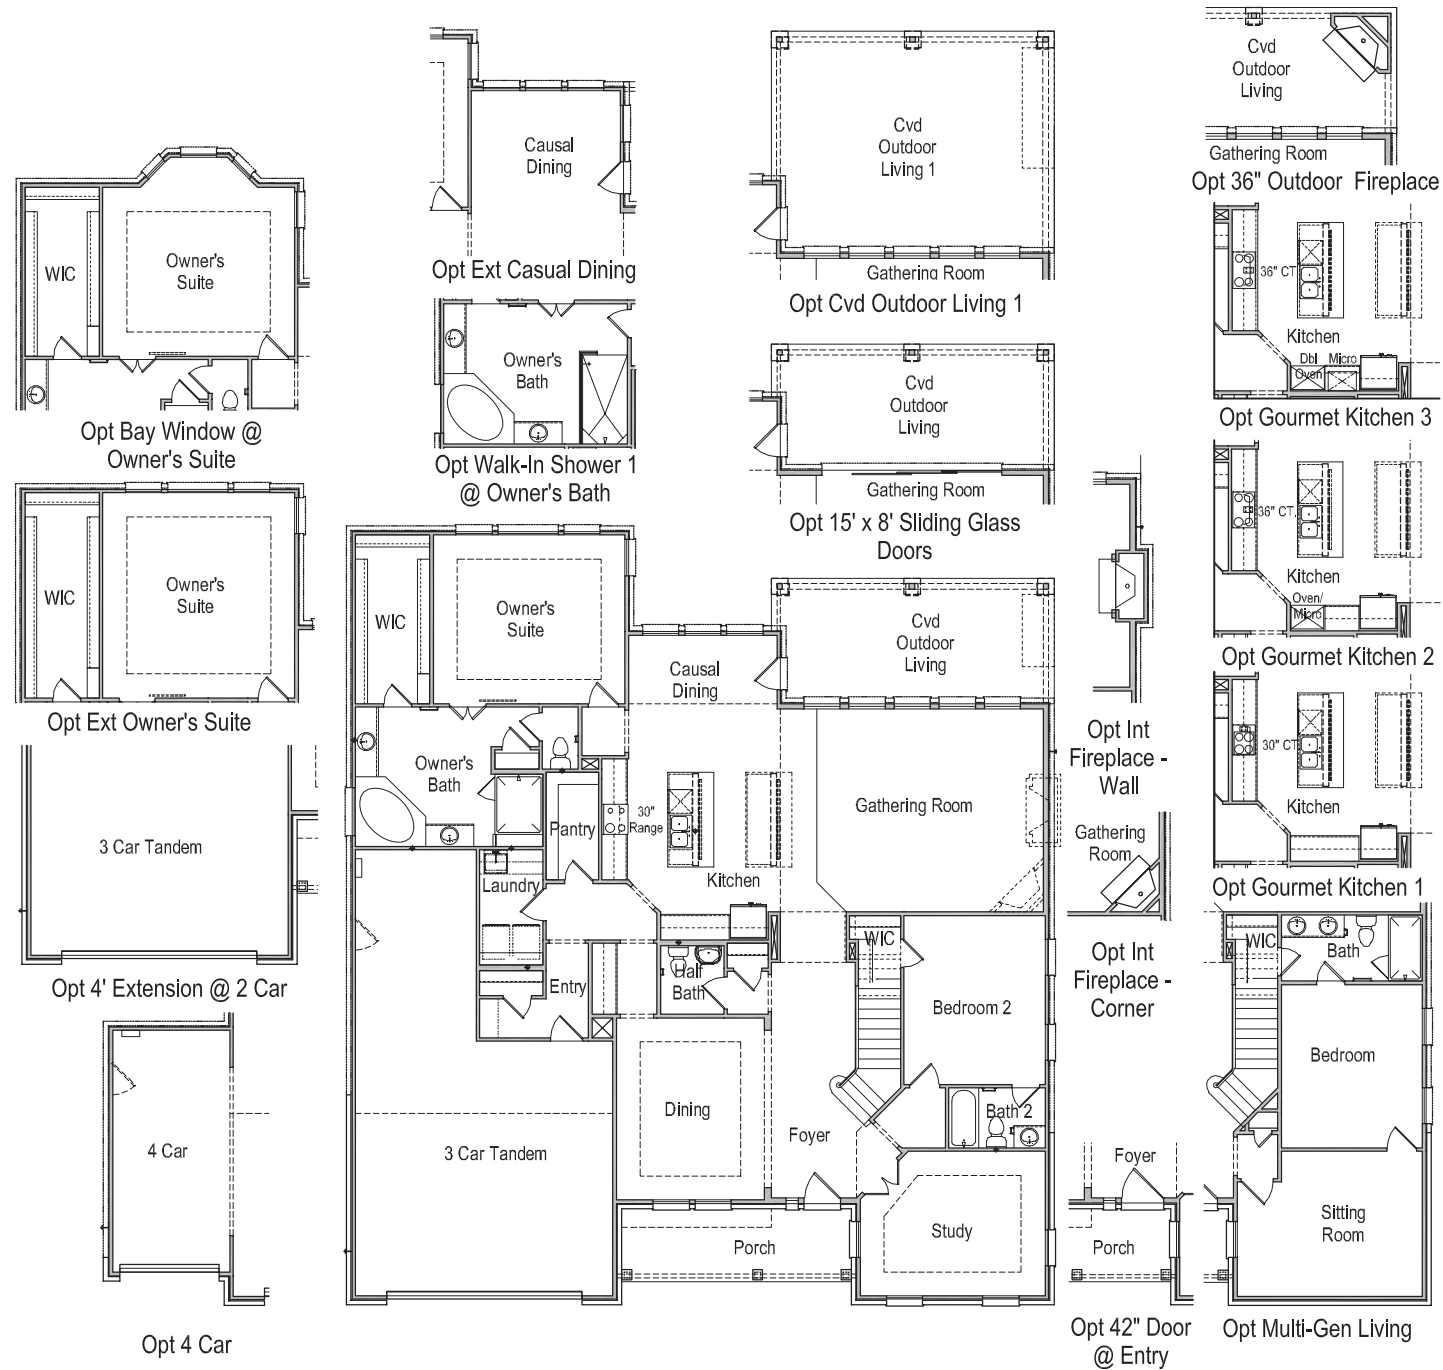 WIC
Owner's
Suite
Opt Bay Window @
Owner's Suite
WIC
Owner's
Suite
Opt Ext Owner's Suite
3 Car Tandem
Opt 4' Extension @ 2 Car
4 Car
Opt 4 Car
Causal
Dining
Opt Ext Casual Dining
Owner's
Bath
Opt Walk-In Shower 1
@ Owner's Bath
Cvd
Outdoor
Living 1
Gathering Room
Opt Cvd Outdoor Living 1
Cvd
Outdoor
Living
Gathering Room
Opt 15' x 8' Sliding Glass
Doors
WIC
Owner's
Suite
Causal
Dining
Cvd
Outdoor
Living
Owner's
Bath
Pantry
30"
Range
Gathering Room
Kitchen
Laundry
Entry
Half
Bath
WIC
Bedroom 2
Dining
Foyer
Bath 2
3 Car Tandem
Study
Porch
Cvd
Outdoor
Living
Gathering Room
Opt 36" Outdoor Fireplace
36" CT
Kitchen
Dbl
Oven
Micro
Opt Gourmet Kitchen 3
36" CT
Kitchen
Oven/
Micro
Opt Gourmet Kitchen 2
30" CT
Kitchen
Opt Gourmet Kitchen 1
Opt Int
Fireplace -
Wall
Gathering
Room
Opt Int
Fireplace -
Corner
Foyer
Porch
Opt 42" Door
@ Entry
WIC
Bath
Bedroom
Sitting
Room
Opt Multi-Gen Living